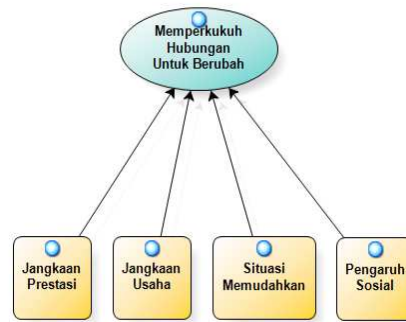 Memperkukuh
Hubungan
Untuk Berubah
Jangkaan
Prestasi
Jangkaan
Usaha
Situasi
Memudahkan
Pengaruh
Sosial